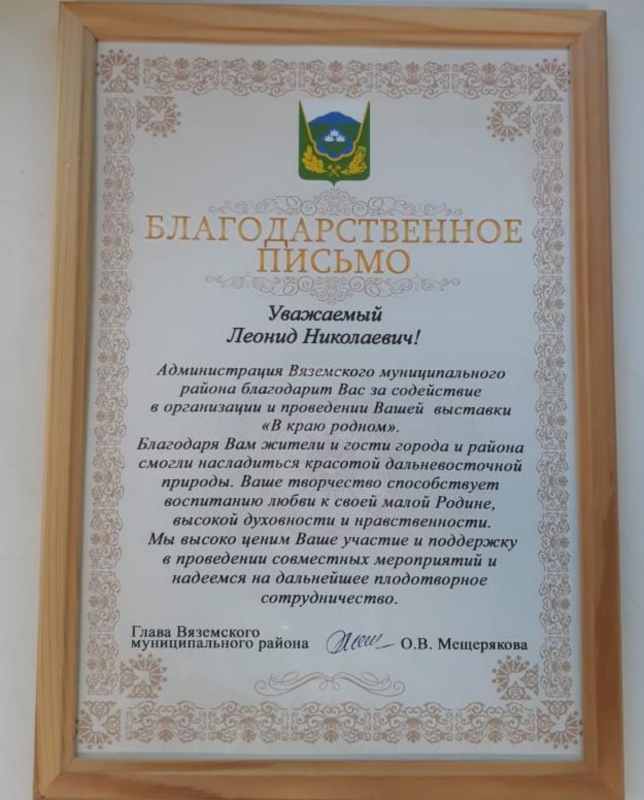 БЛАГОДАРСТВЕННОЕ
ПИСЬМО
Уважаемый
Леонид Николаевич!
Администрация Вяземского муниципального
района благодарит Вас за содействие
в организации и проведении Вашей выставки
«В краю родном».
Благодаря Вам жители и гости города и района
смогли насладиться красотой дальневосточной
природы. Ваше творчество способствует
воспитанию любви к своей малой Родине,
высокой духовности и нравственности.
Мы высоко ценим Ваше участие и поддержку
в проведении совместных мероприятий и
надеемся на дальнейшее плодотворное
сотрудничество.
Глава Вяземского
муниципального района О.В. Мещерякова